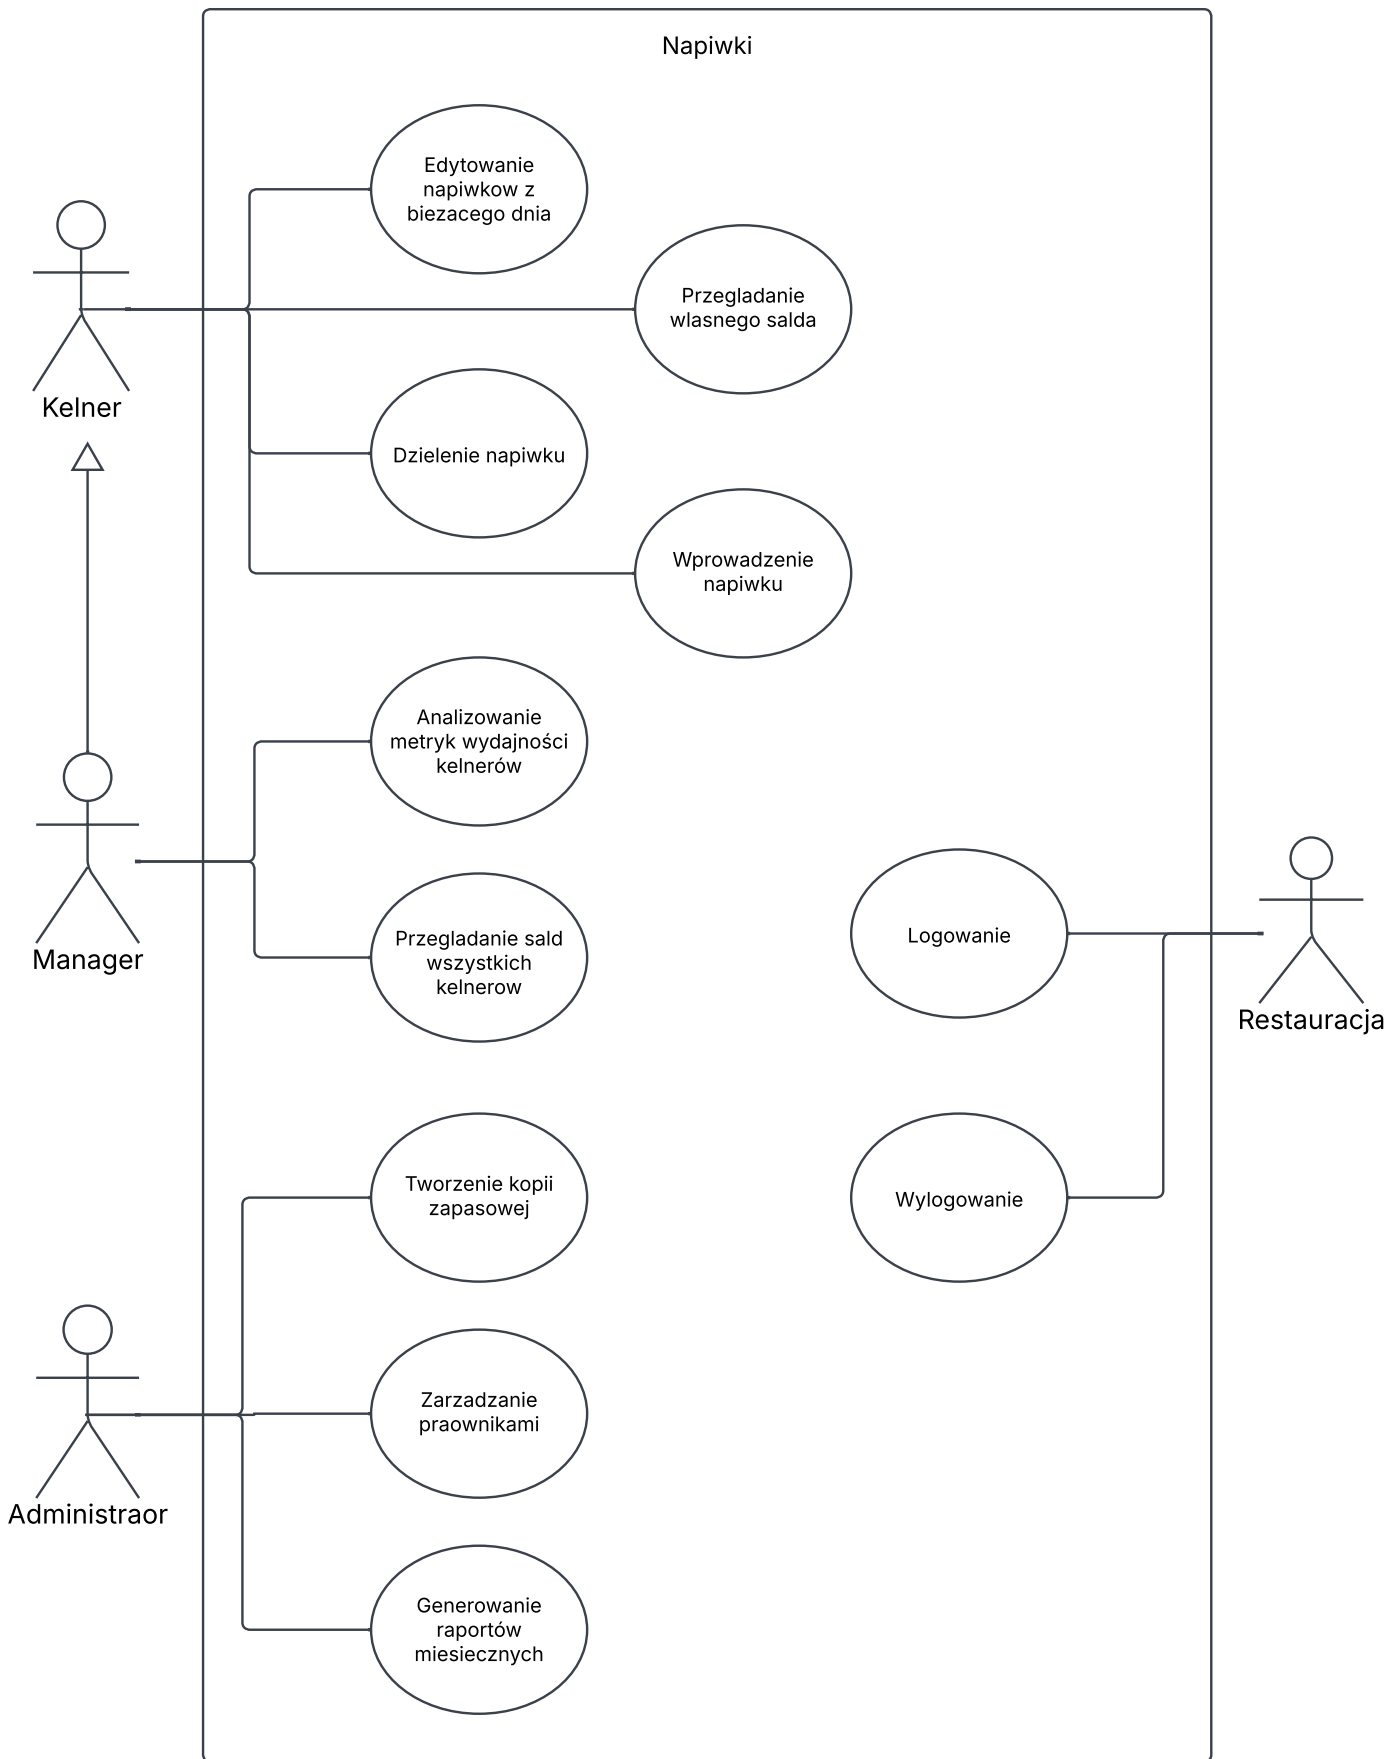 Napiwki
Edytowanie
napiwkow z
biezacego dnia
Przegladanie
wlasnego salda
Kelner
Dzielenie napiwku
Wprowadzenie
napiwku
Analizowanie
metryk wydajności
kelnerów
Manager
Przegladanie sald
wszystkich
kelnerow
Logowanie
Restauracja
Tworzenie kopii
zapasowej
Wylogowanie
Zarzadzanie
praownikami
Administraor
Generowanie
raportów
miesiecznych